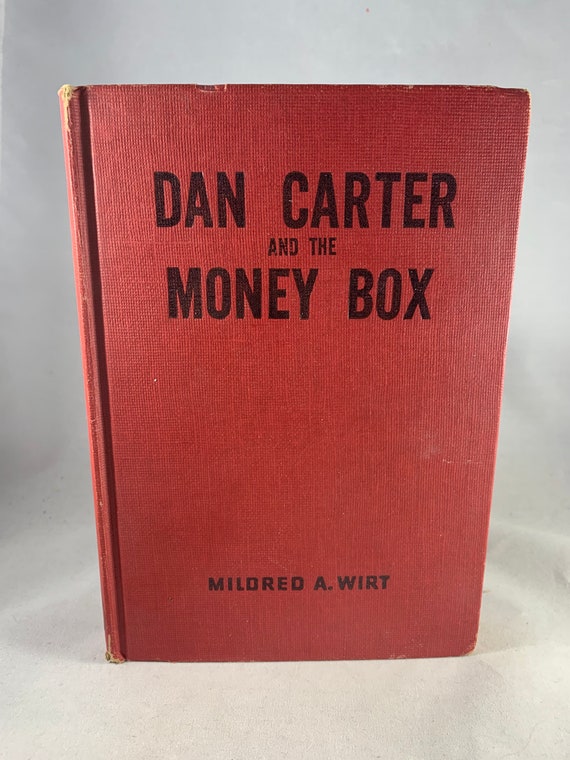 DAN CARTER
AND THE
MONEY BOX
MILDRED A. WIRT